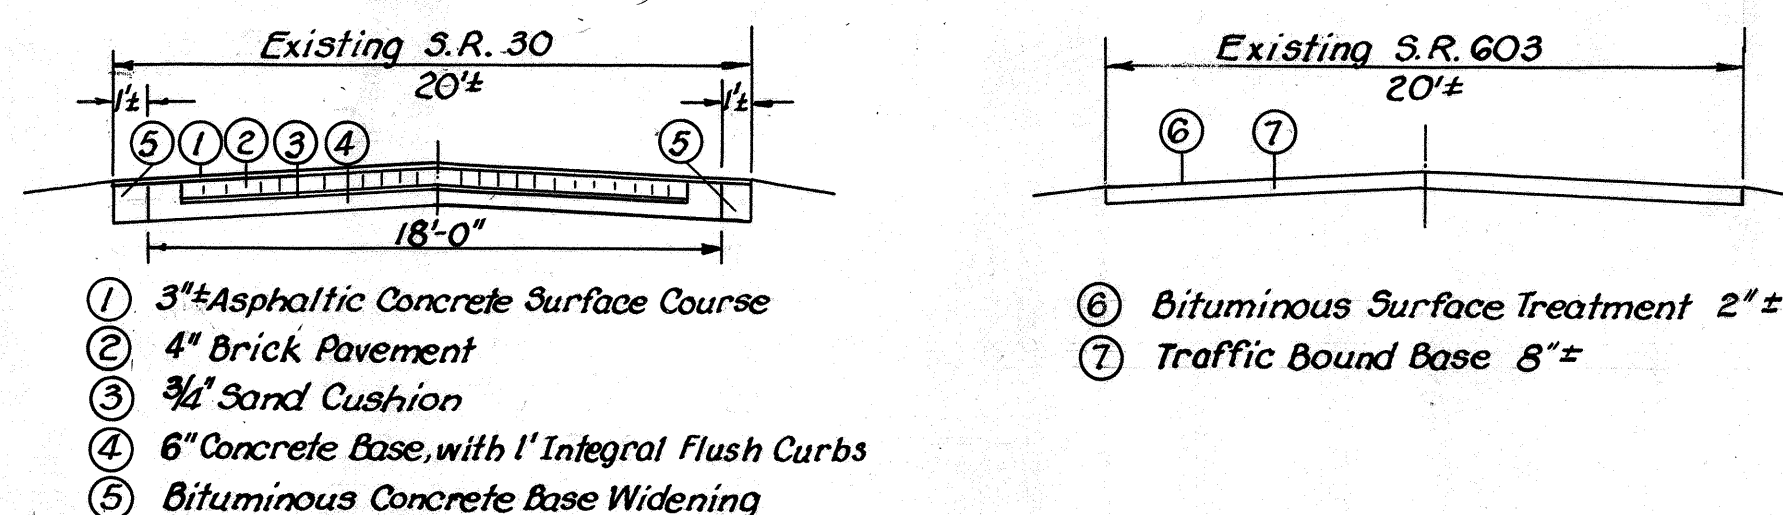 Existing S.R. 30
20'±
1'±
1'±
5 1 2 3 4 5
18'-0"
1 3"± Asphaltic Concrete Surface Course
2 4" Brick Pavement
3 3/4" Sand Cushion
4 6" Concrete Base, with 1' Integral Flush Curbs
5 Bituminous Concrete Base Widening
Existing S.R. 603
20'±
6 7
6 Bituminous Surface Treatment 2"±
7 Traffic Bound Base 8"±